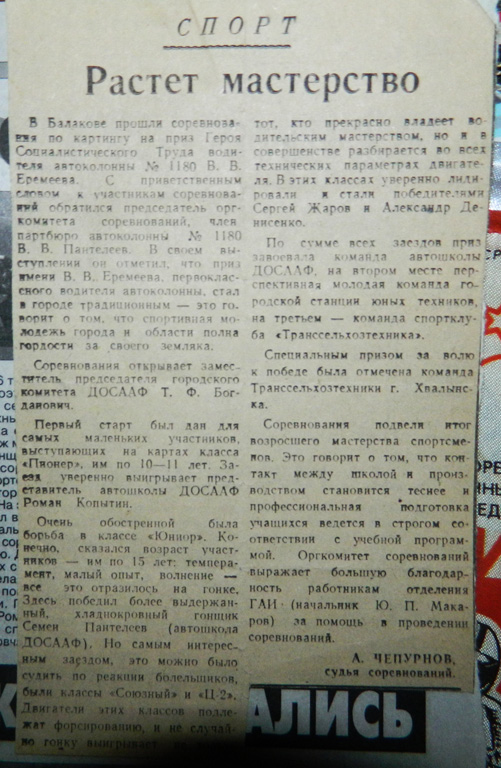 СПОРТ
Растет мастерство
В Балакове прошли соревнова-
ния по картингу на приз Героя
Социалистического Труда води-
теля автоколонны № 1180 В. В.
Еремеева. С приветственным
словом к участникам соревнова-
ний обратился председатель орг-
комитета соревнований, член
партбюро автоколонны № 1180
В. В. Пантелеев. В своем вы-
ступлении он отметил, что приз
имени В. В. Еремеева, первоклас-
сного водителя автоколонны, стал
в городе традиционным — это го-
ворит о том, что спортивная мо-
лодежь города и области полна
гордости за своего земляка.
Соревнования открывает замес-
титель председателя городского
комитета ДОСААФ Т. Ф. Бог-
данович.
Первый старт был дан для
самых маленьких участников,
выступающих на картах класса
«Пионер», им по 10—11 лет. За-
езд уверенно выигрывает пред-
ставитель автошколы ДОСААФ
Роман Копытин.
Очень обостренной была
борьба в классе «Юниор». Ко-
нечно, сказался возраст участ-
ников — им по 15 лет: темпера-
мент, малый опыт, волнение —
все это отразилось на гонке.
Здесь победил более выдержан-
ный, хладнокровный гонщик
Семен Пантелеев (автошкола
ДОСААФ). Но самым интерес-
ным заездом, это можно было
судить по реакции болельщиков,
были классы «Союзный» и «Ц-2».
Двигатели этих классов подле-
жат форсированию, и не случай-
но гонку выигрывает
тот, кто прекрасно владеет во-
дительским мастерством, но и в
совершенстве разбирается во всех
технических параметрах двигате-
ля. В этих классах уверенно лиди-
ровали и стали победителями
Сергей Жаров и Александр Де-
нисенко.
По сумме всех заездов приз
завоевала команда автошколы
ДОСААФ, на втором месте пер-
спективная молодая команда го-
родской станции юных техников,
на третьем — команда спортклу-
ба «Транссельхозтехника».
Специальным призом за волю
к победе была отмечена команда
Транссельхозтехники г. Хвалынс-
ка.
Соревнования подвели итог
возросшего мастерства спортсме-
нов. Это говорит о том, что кон-
такт между школой и произ-
водством становится теснее и
профессиональная подготовка
учащихся ведется в строгом со-
ответствии с учебной програм-
мой. Оргкомитет соревнований
выражает большую благодар-
ность работникам отделения
ГАИ (начальник Ю. П. Мака-
ров) за помощь в проведении
соревнований.
А. ЧЕПУРНОВ,
судья соревнований.
АЛИСЬ